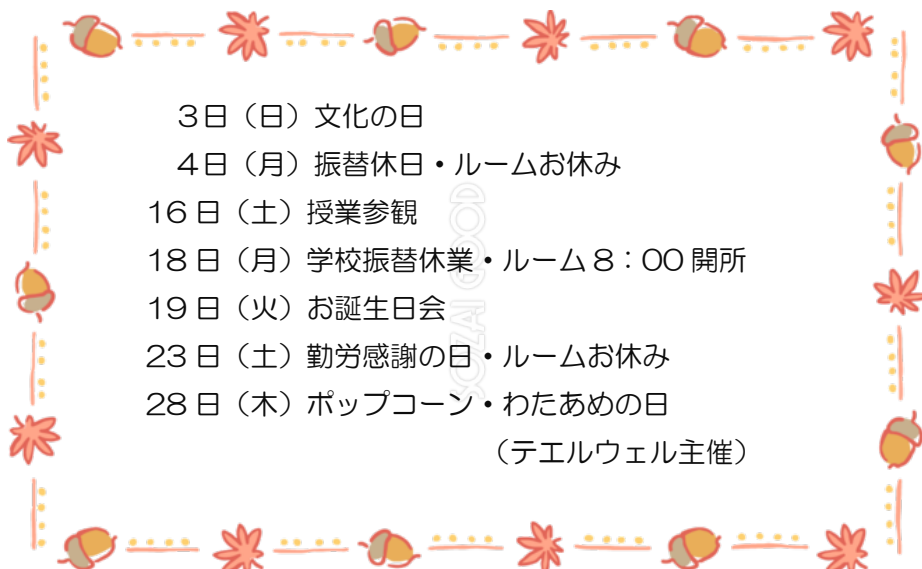 3日（日）文化の日
4日（月）振替休日・ルームお休み
16日（土）授業参観
18日（月）学校振替休業・ルーム8：00開所
19日（火）お誕生日会
23日（土）勤労感謝の日・ルームお休み
28日（木）ポップコーン・わたあめの日
（テエルウェル主催）